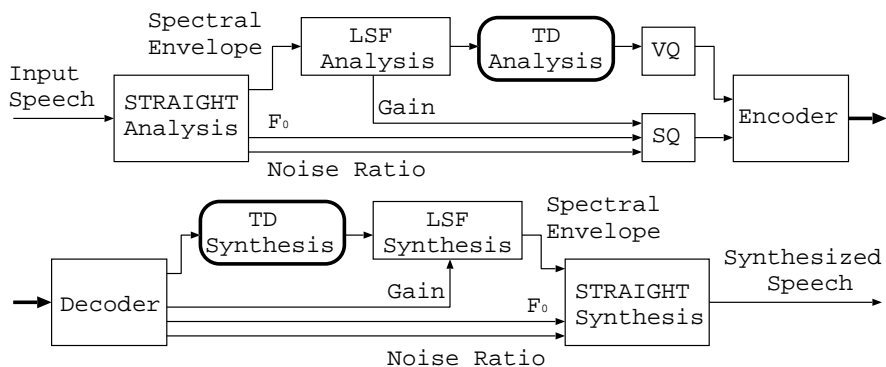 Spectral
Envelope
LSF
Analysis
TD
Analysis
VQ
Input
Speech
STRAIGHT
Analysis
Gain
F₀
Noise Ratio
SQ
Encoder
TD
Synthesis
LSF
Synthesis
Spectral
Envelope
Decoder
Gain
F₀
Noise Ratio
STRAIGHT
Synthesis
Synthesized
Speech